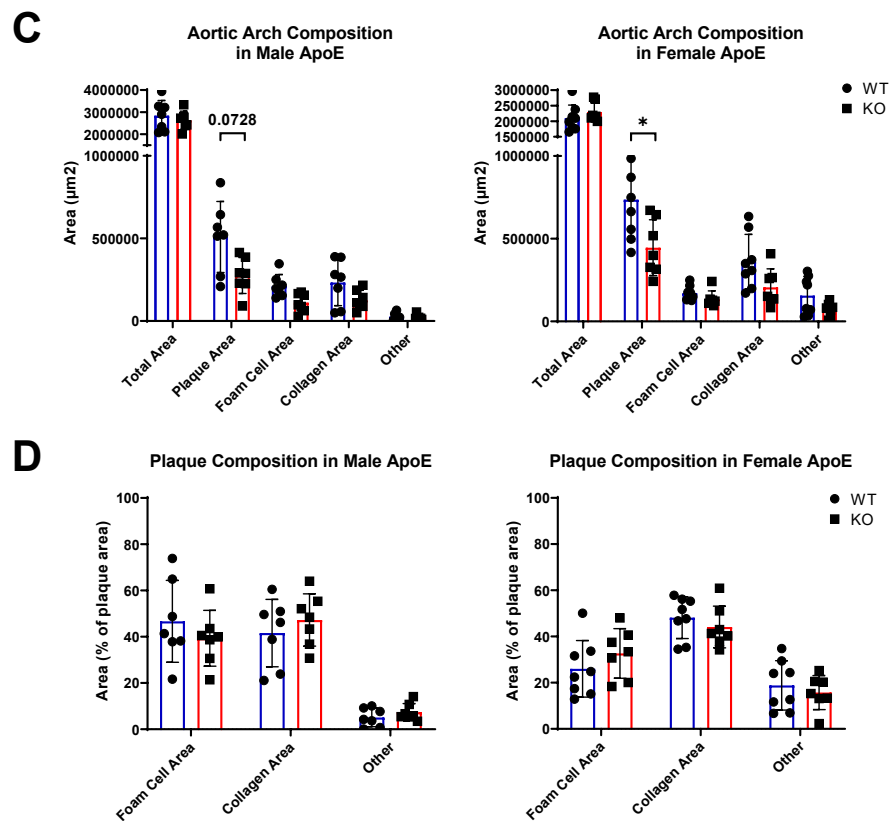 C
Aortic Arch Composition
in Male ApoE
Area (µm2)
4000000
3000000
2000000
1000000
500000
0
0.0728
Total Area
Plaque Area
Foam Cell Area
Collagen Area
Other
Aortic Arch Composition
in Female ApoE
Area (µm2)
3000000
2500000
2000000
1500000
1000000
500000
0
*
Total Area
Plaque Area
Foam Cell Area
Collagen Area
Other
WT
KO
D
Plaque Composition in Male ApoE
Area (% of plaque area)
100
80
60
40
20
0
Foam Cell Area
Collagen Area
Other
Plaque Composition in Female ApoE
Area (% of plaque area)
100
80
60
40
20
0
Foam Cell Area
Collagen Area
Other
WT
KO